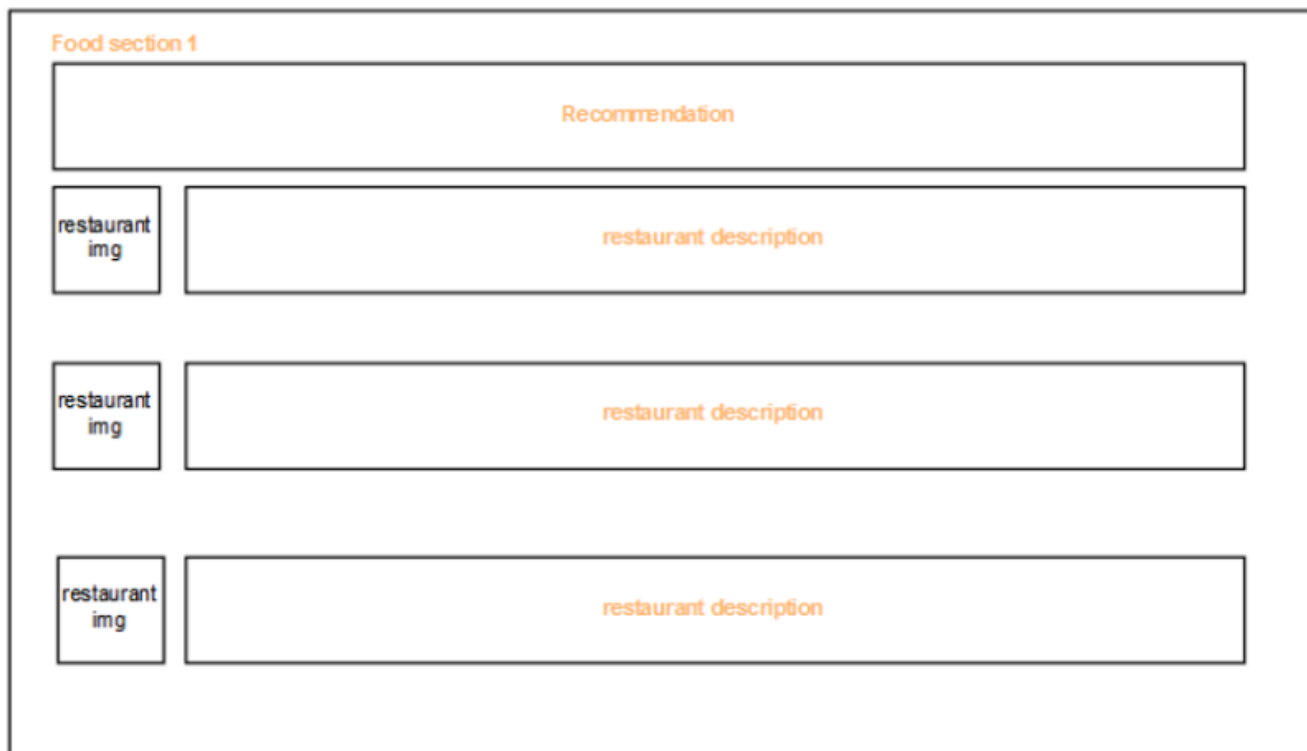 Food section 1
Recommendation
restaurant
img
restaurant description
restaurant
img
restaurant description
restaurant
img
restaurant description